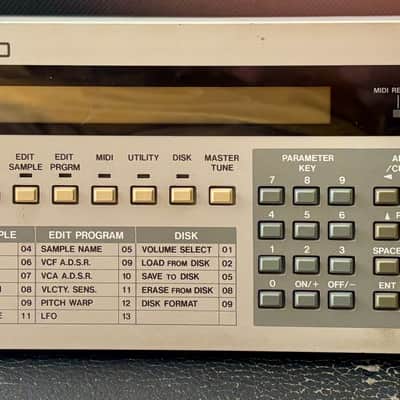 MIDI RE
EDIT SAMPLE EDIT PRGRM MIDI UTILITY DISK MASTER TUNE
PARAMETER KEY
7 8 9
4 5 6
1 2 3
0 ON/+ OFF/−
SPACE
ENT
PLE EDIT PROGRAM DISK
04 SAMPLE NAME 05 VOLUME SELECT 01
06 VCF A.D.S.R. 09 LOAD FROM DISK 02
07 VCA A.D.S.R. 10 SAVE TO DISK 05
08 VLCTY. SENS. 11 ERASE FROM DISK 08
09 PITCH WARP 12 DISK FORMAT 09
11 LFO 13